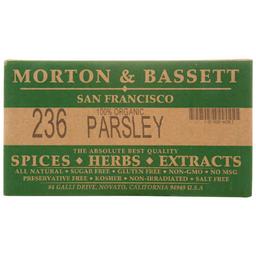 MORTON & BASSETT
SAN FRANCISCO
100% ORGANIC
236 PARSLEY
THE ABSOLUTE BEST QUALITY
SPICES • HERBS • EXTRACTS
ALL NATURAL • SUGAR FREE • GLUTEN FREE • NON-GMO • NO MSG
PRESERVATIVE FREE • KOSHER • NON-IRRADIATED • SALT FREE
84 GALLI DRIVE, NOVATO, CALIFORNIA 94949 U.S.A